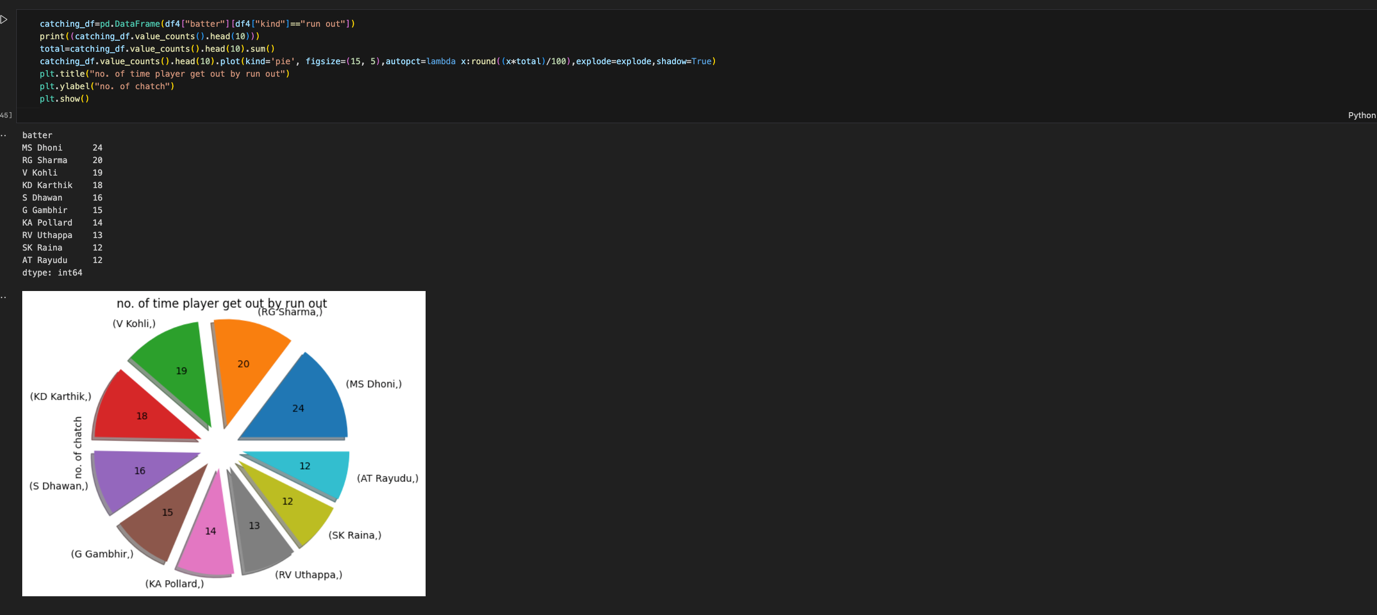 catching_df=pd.DataFrame(df4["batter"][df4["kind"]=="run out"])
print((catching_df.value_counts().head(10)))
total=catching_df.value_counts().head(10).sum()
catching_df.value_counts().head(10).plot(kind='pie', figsize=(15, 5),autopct=lambda x:round((x*total)/100),explode=explode,shadow=True)
plt.title("no. of time player get out by run out")
plt.ylabel("no. of chatch")
plt.show()
46]
Python
batter
MS Dhoni 24
RG Sharma 20
V Kohli 19
KD Karthik 18
S Dhawan 16
G Gambhir 15
KA Pollard 14
RV Uthappa 13
SK Raina 12
AT Rayudu 12
dtype: int64
no. of time player get out by run out
(RG Sharma,)
(V Kohli,)
20
19
(MS Dhoni,)
(KD Karthik,)
24
18
no. of chatch
12
16
(AT Rayudu,)
(S Dhawan,)
12
15
13
14
(SK Raina,)
(G Gambhir,)
(RV Uthappa,)
(KA Pollard,)